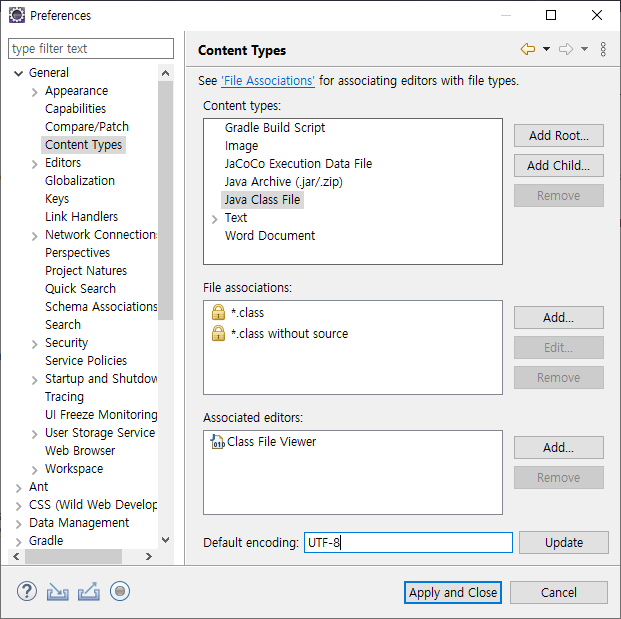 Preferences
type filter text
General
Appearance
Capabilities
Compare/Patch
Content Types
Editors
Globalization
Keys
Link Handlers
Network Connection
Perspectives
Project Natures
Quick Search
Schema Associations
Search
Security
Service Policies
Startup and Shutdow
Tracing
UI Freeze Monitoring
User Storage Service
Web Browser
Workspace
Ant
CSS (Wild Web Develop
Data Management
Gradle
Content Types
See 'File Associations' for associating editors with file types.
Content types:
Gradle Build Script
Image
JaCoCo Execution Data File
Java Archive (.jar/.zip)
Java Class File
Text
Word Document
Add Root...
Add Child...
Remove
File associations:
*.class
*.class without source
Add...
Edit...
Remove
Associated editors:
Class File Viewer
Add...
Remove
Default encoding: UTF-8 Update
Apply and Close Cancel